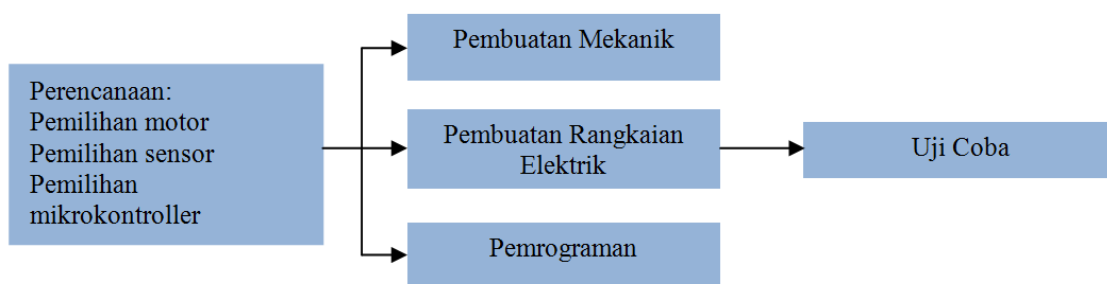 Perencanaan:
Pemilihan motor
Pemilihan sensor
Pemilihan
mikrokontroller
Pembuatan Mekanik
Pembuatan Rangkaian
Elektrik
Pemrograman
Uji Coba